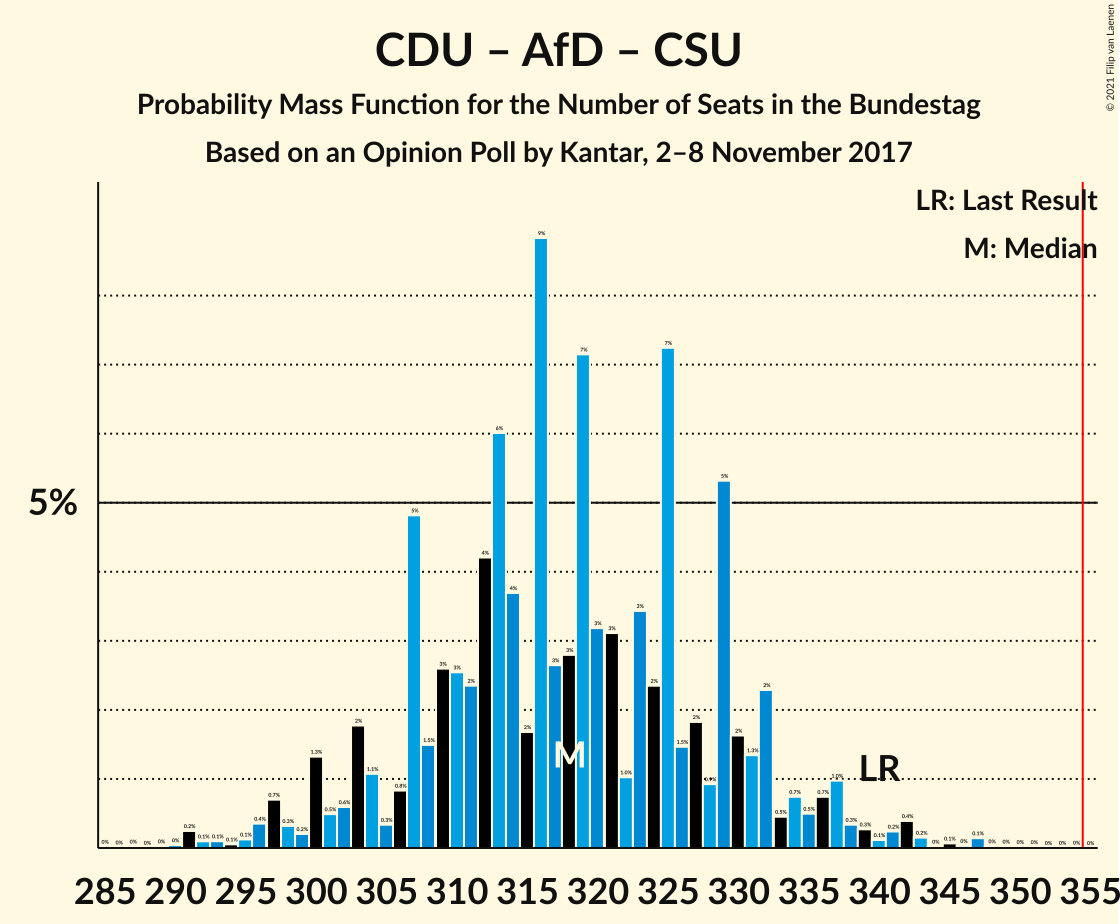 CDU – AfD – CSU
Probability Mass Function for the Number of Seats in the Bundestag
Based on an Opinion Poll by Kantar, 2–8 November 2017
© 2021 Filip van Laenen
LR: Last Result
M: Median
5%
0% 0% 0% 0% 0% 0% 0.2% 0.1% 0.1% 0.1% 0.1% 0.4% 0.7% 0.3% 0.2% 1.3% 0.5% 0.6% 2% 1.1% 0.3% 0.8% 5% 1.5% 3% 3% 2% 4% 6% 4% 2% 9% 3% 3% 7% 3% 3% 1.0% 3% 2% 7% 1.5% 2% 0.9% 5% 2% 1.3% 2% 0.5% 0.7% 0.5% 0.7% 1.0% 0.3% 0.3% 0.1% 0.2% 0.4% 0.2% 0% 0.1% 0% 0.1% 0% 0% 0% 0% 0% 0% 0% 0%
M
LR
285 290 295 300 305 310 315 320 325 330 335 340 345 350 355